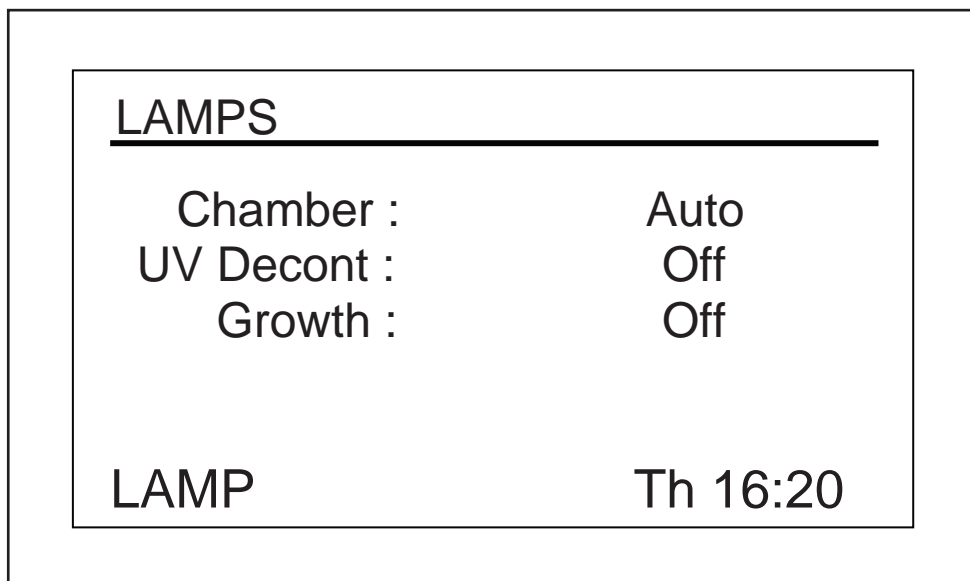 LAMPS
Chamber : Auto
UV Decont : Off
Growth : Off
LAMP Th 16:20